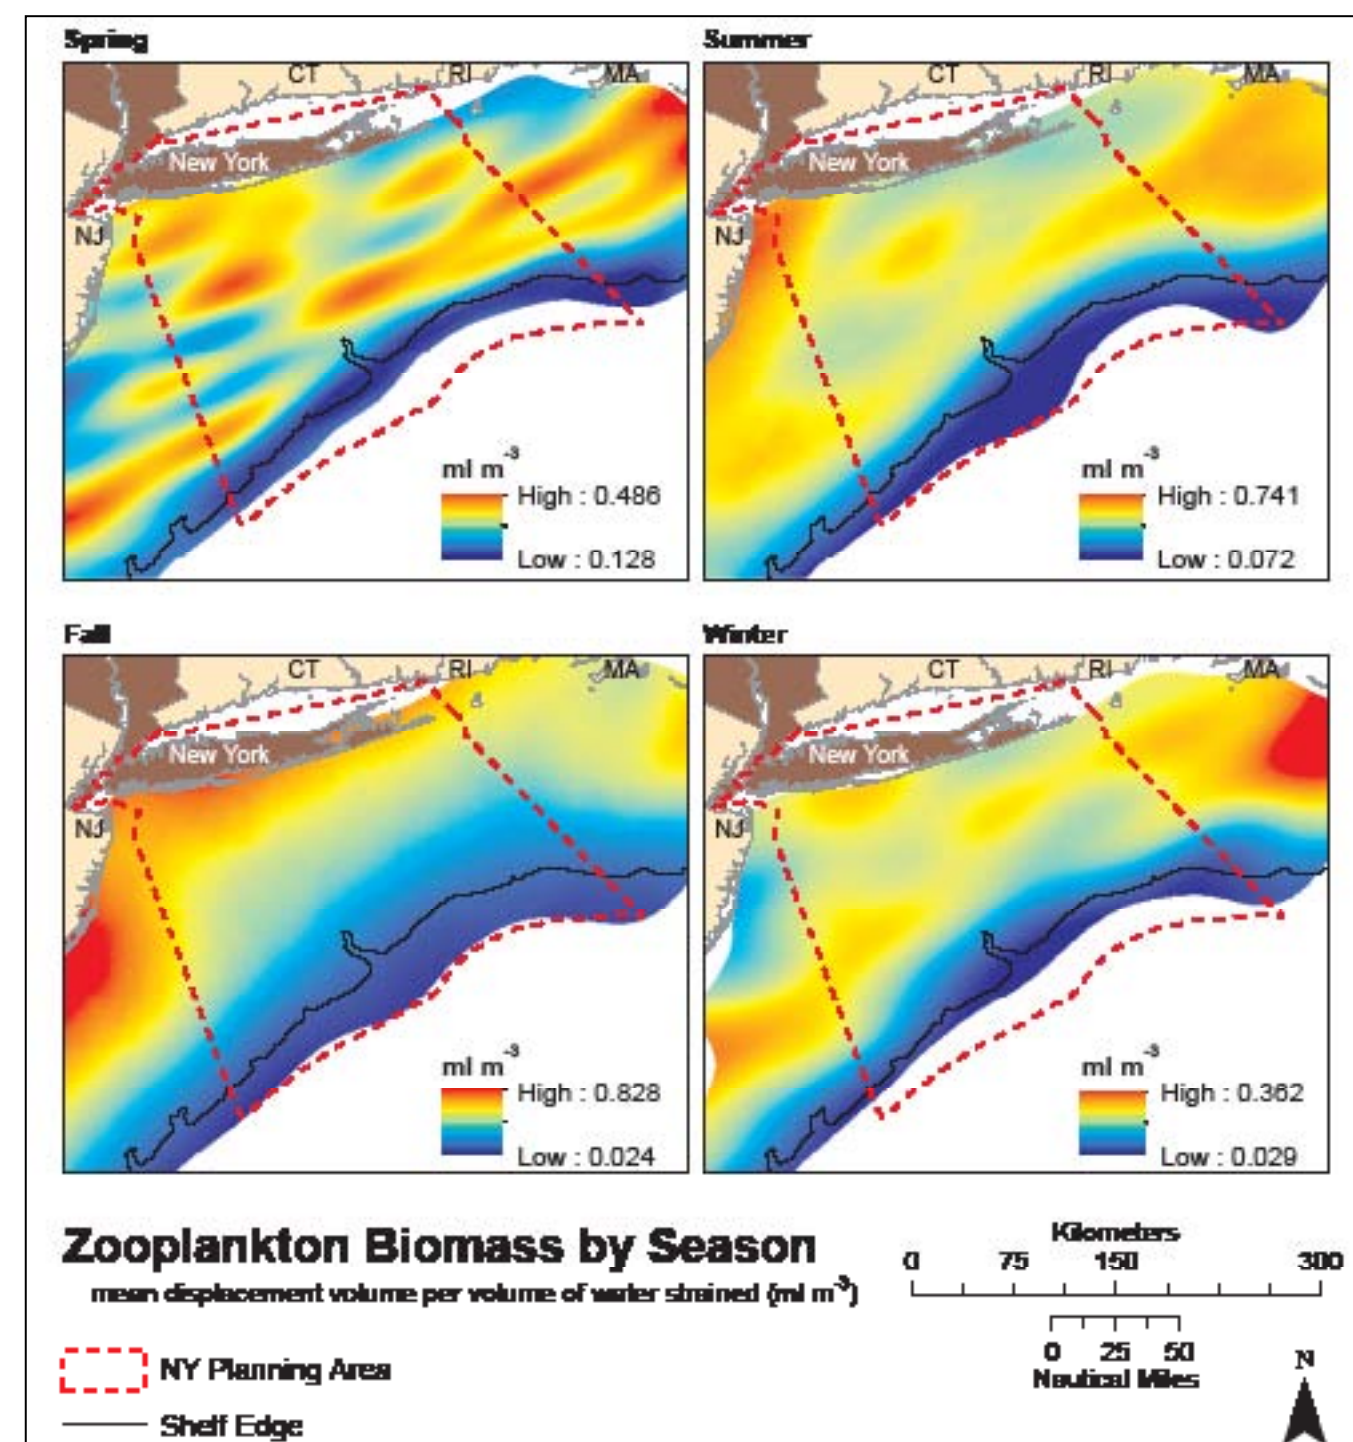 Spring
CT
RI
MA
New York
NJ
ml m-3
High : 0.486
Low : 0.128
Summer
CT
RI
MA
New York
NJ
ml m-3
High : 0.741
Low : 0.072
Fall
CT
RI
MA
New York
NJ
ml m-3
High : 0.828
Low : 0.024
Winter
CT
RI
MA
New York
NJ
ml m-3
High : 0.362
Low : 0.029
Zooplankton Biomass by Season
mean displacement volume per volume of water strained (ml m-3)
NY Planning Area
Shelf Edge
Kilometers
0 75 150 300
0 25 50
Nautical Miles
N